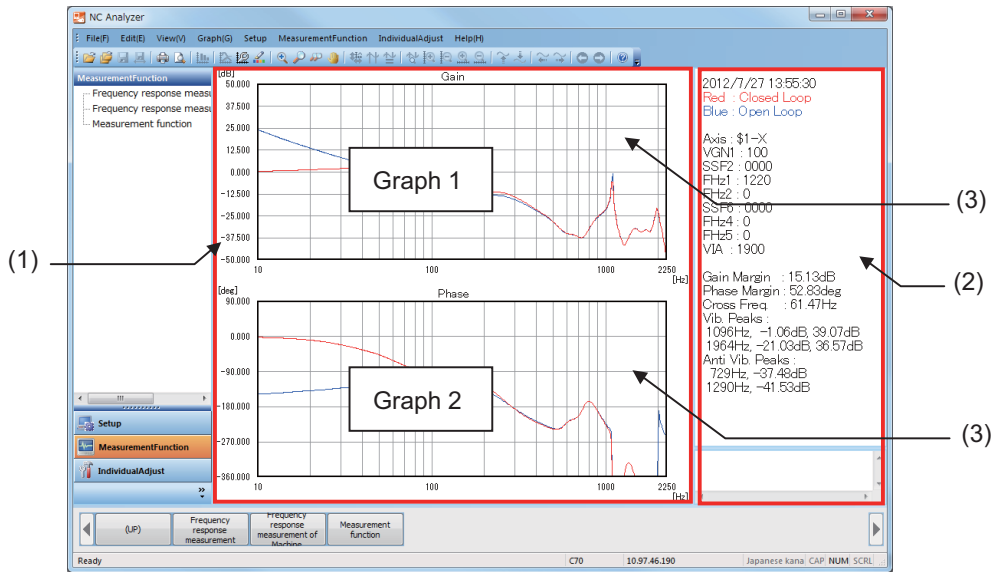 NC Analyzer
File(F) Edit(E) View(V) Graph(G) Setup MeasurementFunction IndividualAdjust Help(H)
MeasurementFunction
Frequency response measu
Frequency response measu
Measurement function
Setup
MeasurementFunction
IndividualAdjust
[dB]
Gain
50.000
37.500
25.000
12.500
0.000
-12.500
-25.000
-37.500
-50.000
10 100 1000 2250
[Hz]
Graph 1
[deg]
Phase
90.000
0.000
-90.000
-180.000
-270.000
-360.000
10 100 1000 2250
[Hz]
Graph 2
2012/7/27 13:55:30
Red : Closed Loop
Blue : Open Loop
Axis : $1-X
VGN1 : 100
SSF2 : 0000
FHz1 : 1220
FHz2 : 0
SSF6 : 0000
FHz4 : 0
FHz5 : 0
VIA : 1900
Gain Margin : 15.13dB
Phase Margin : 52.83deg
Cross Freq. : 61.47Hz
Vib. Peaks :
1096Hz, -1.06dB, 39.07dB
1964Hz, -21.03dB, 36.57dB
Anti Vib. Peaks :
729Hz, -37.48dB
1290Hz, -41.53dB
(1)
(2)
(3)
(3)
(UP)
Frequency
response
measurement
Frequency
response
measurement of
Machine
Measurement
function
Ready C70 10.97.46.190 Japanese kana CAP NUM SCRL